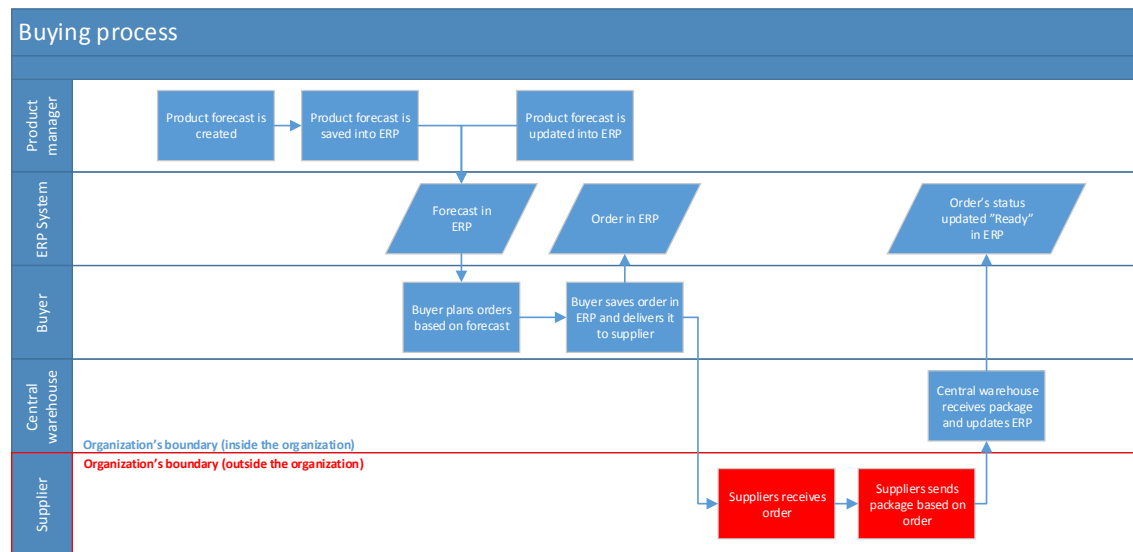 Buying process
Product
manager
Product forecast is
created
Product forecast is
saved into ERP
Product forecast is
updated into ERP
ERP System
Forecast in
ERP
Order in ERP
Order's status
updated ”Ready”
in ERP
Buyer
Buyer plans orders
based on forecast
Buyer saves order in
ERP and delivers it
to supplier
Central
warehouse
Central warehouse
receives package
and updates ERP
Organization's boundary (inside the organization)
Organization's boundary (outside the organization)
Supplier
Suppliers receives
order
Suppliers sends
package based on
order